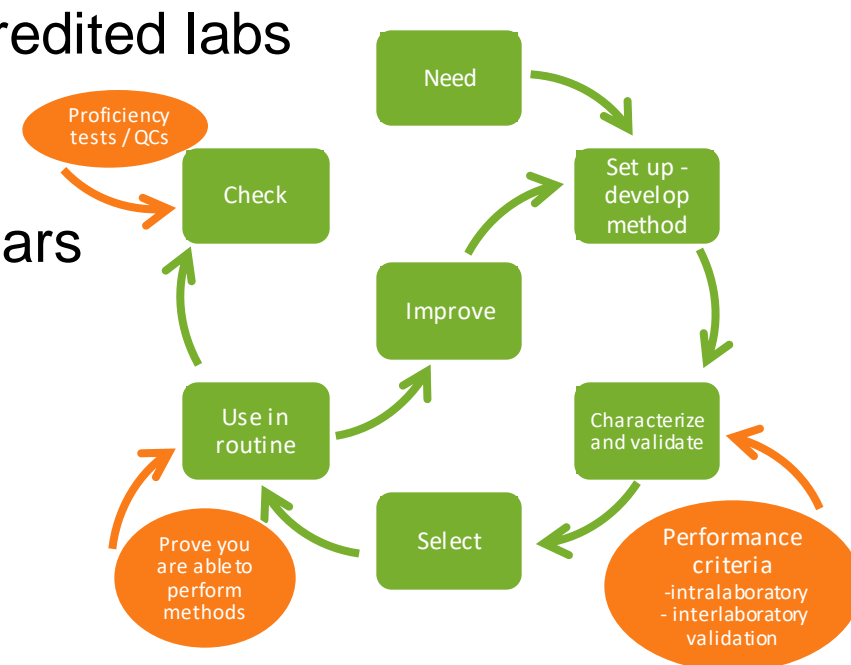 redited labs
ars
Need
Proficiency
tests / QCs
Check
Set up -
develop
method
Improve
Use in
routine
Characterize
and validate
Select
Prove you
are able to
perform
methods
Performance
criteria
-intralaboratory
- interlaboratory
validation